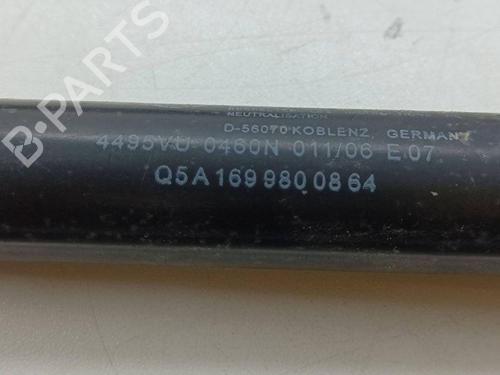 B-PARTS
NEUTRALISATION
D-56070 KOBLENZ, GERMANY
4495VU 0460N 011/06 E 07
Q5A 169 980 08 64